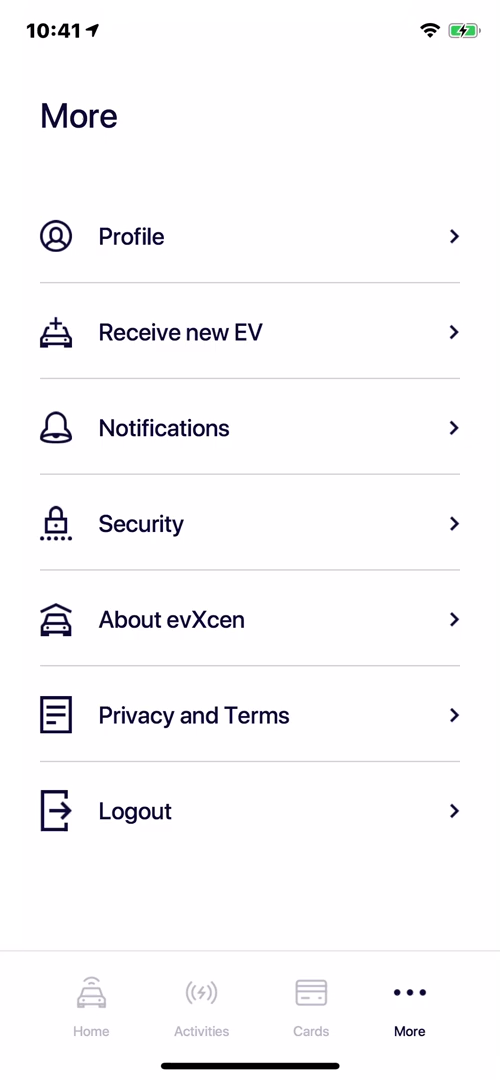 10:41
More
Profile
Receive new EV
Notifications
Security
About evXcen
Privacy and Terms
Logout
Home
Activities
Cards
More